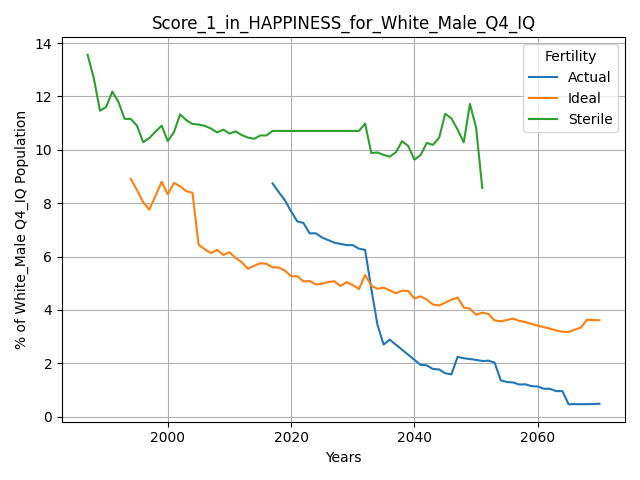 Score_1_in_HAPPINESS_for_White_Male_Q4_IQ
% of White_Male Q4_IQ Population
14
12
10
8
6
4
2
0
Fertility
Actual
Ideal
Sterile
2000
2020
2040
2060
Years